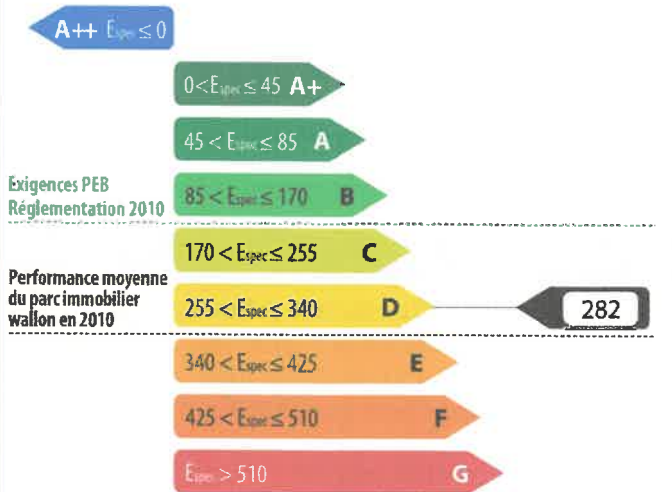 A++ Espec ≤ 0
0 < Espec ≤ 45 A+
45 < Espec ≤ 85 A
Exigences PEB
Réglementation 2010
85 < Espec ≤ 170 B
170 < Espec ≤ 255 C
Performance moyenne
du parc immobilier
wallon en 2010
255 < Espec ≤ 340 D
282
340 < Espec ≤ 425 E
425 < Espec ≤ 510 F
Espec > 510 G